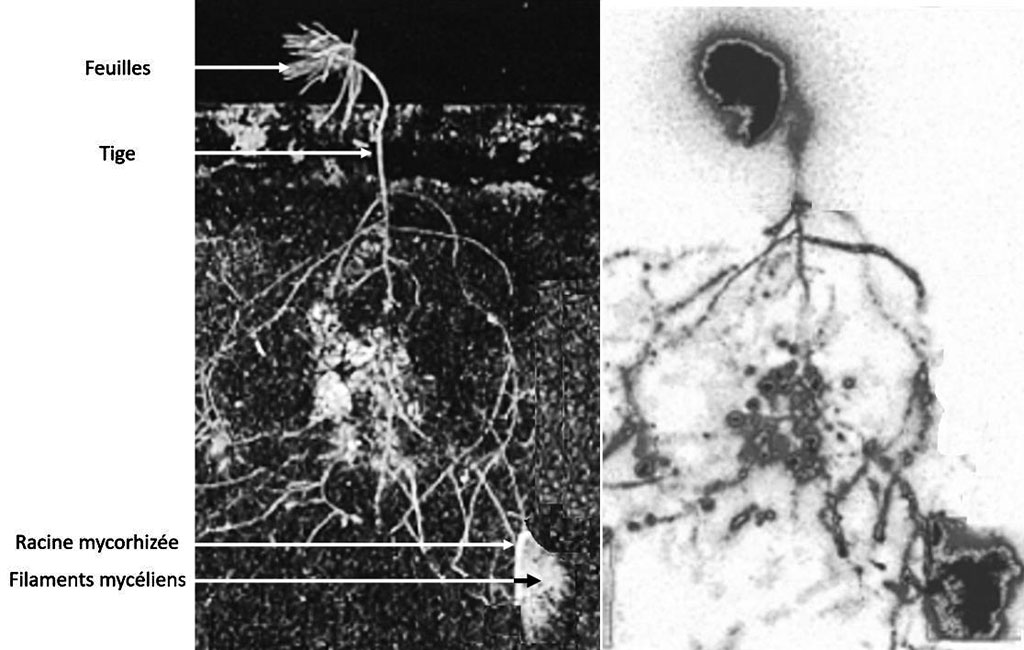 Feuilles
Tige
Racine mycorhizée
Filaments mycéliens